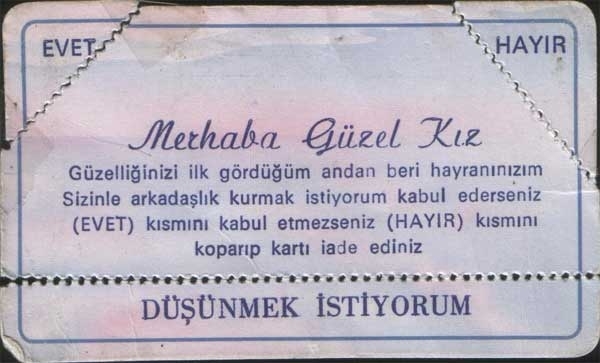 EVET
HAYIR
Merhaba Güzel Kız
Güzelliğinizi ilk gördüğüm andan beri hayranınızım
Sizinle arkadaşlık kurmak istiyorum kabul ederseniz
(EVET) kısmını kabul etmezseniz (HAYIR) kısmını
koparıp kartı iade ediniz
DÜŞÜNMEK İSTİYORUM